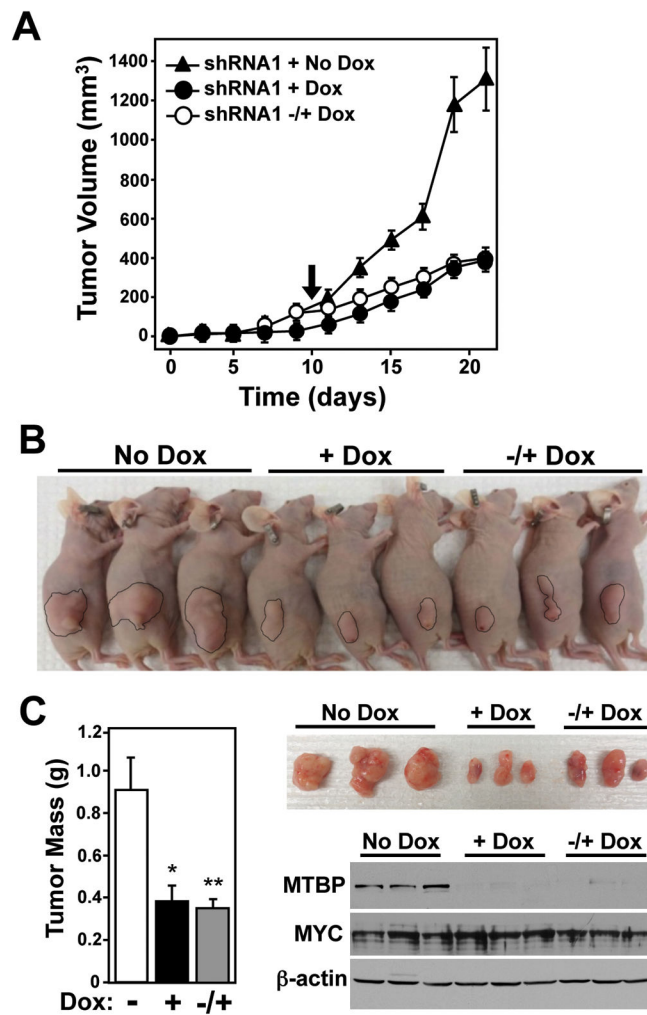 A
Tumor Volume (mm³)
1400
1200
1000
800
600
400
200
0
shRNA1 + No Dox
shRNA1 + Dox
shRNA1 -/+ Dox
0 5 10 15 20
Time (days)
B
No Dox + Dox -/+ Dox
C
Tumor Mass (g)
1.2
1.0
0.8
0.6
0.4
0.2
0
* **
Dox: - + -/+
No Dox + Dox -/+ Dox
No Dox + Dox -/+ Dox
MTBP
MYC
β-actin